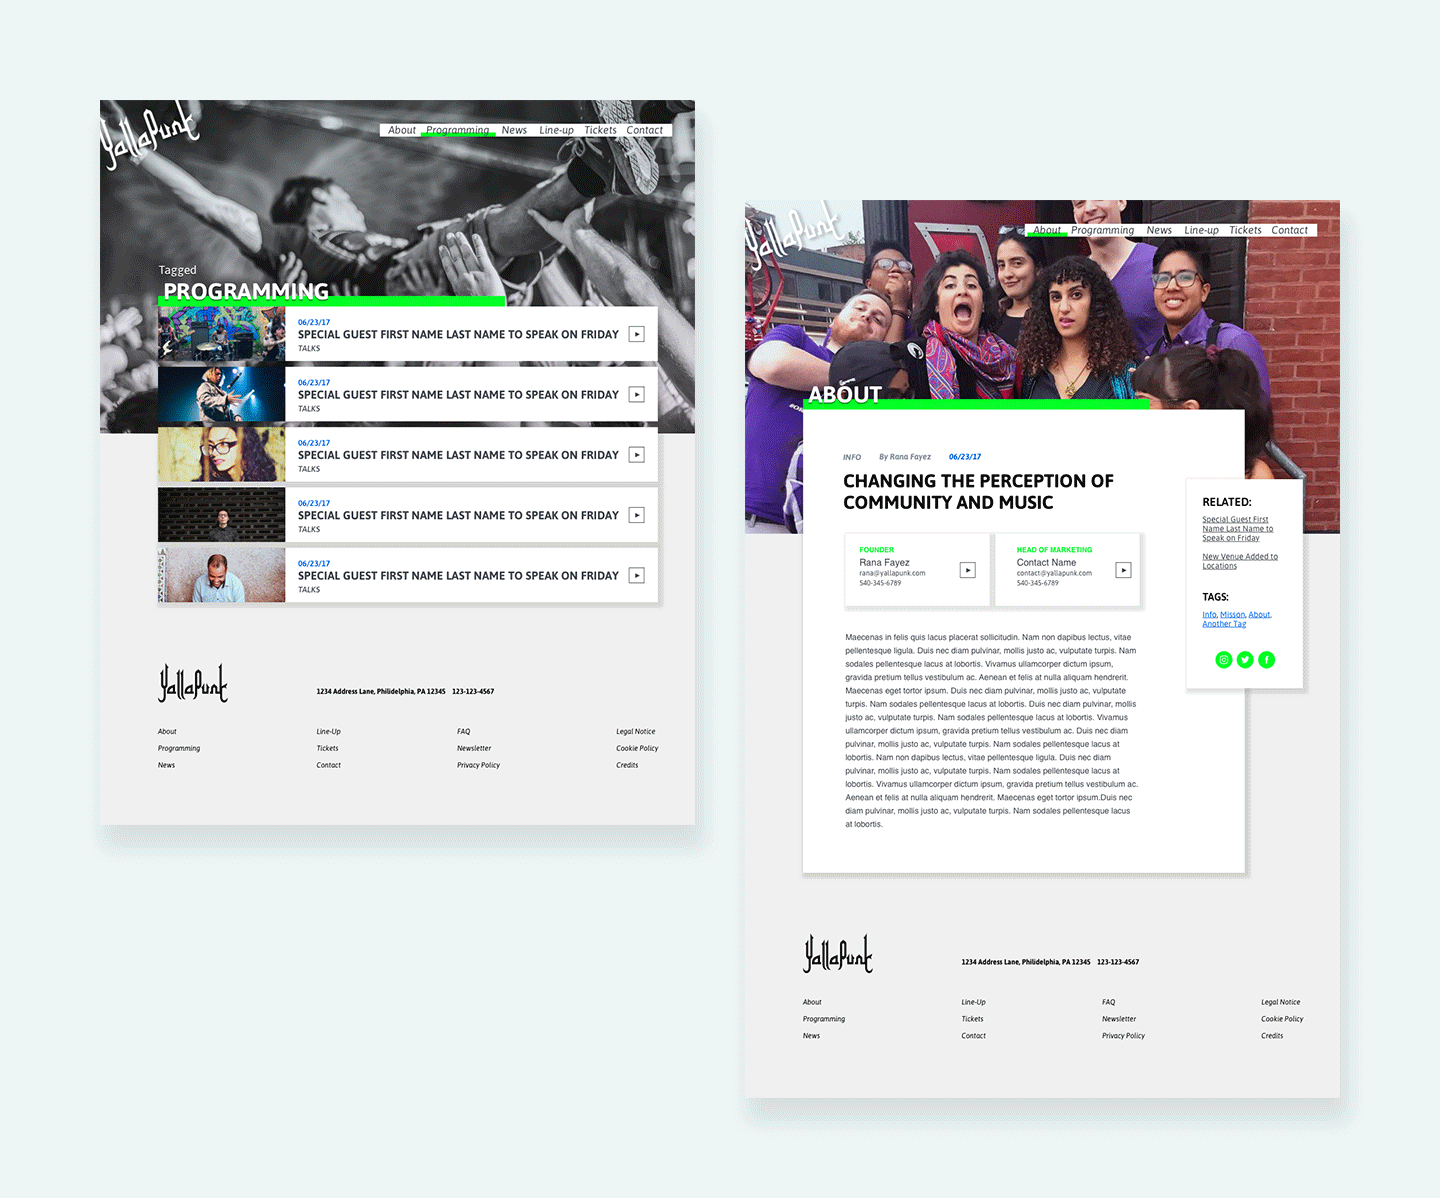 YallaPunk
About Programming News Line-up Tickets Contact
Tagged
PROGRAMMING
06/23/17
SPECIAL GUEST FIRST NAME LAST NAME TO SPEAK ON FRIDAY
TALKS
06/23/17
SPECIAL GUEST FIRST NAME LAST NAME TO SPEAK ON FRIDAY
TALKS
06/23/17
SPECIAL GUEST FIRST NAME LAST NAME TO SPEAK ON FRIDAY
TALKS
06/23/17
SPECIAL GUEST FIRST NAME LAST NAME TO SPEAK ON FRIDAY
TALKS
06/23/17
SPECIAL GUEST FIRST NAME LAST NAME TO SPEAK ON FRIDAY
TALKS
YallaPunk
1234 Address Lane, Philidelphia, PA 12345 123-123-4567
About
Programming
News
Line-Up
Tickets
Contact
FAQ
Newsletter
Privacy Policy
Legal Notice
Cookie Policy
Credits
YallaPunk
About Programming News Line-up Tickets Contact
ABOUT
INFO By Rana Fayez 06/23/17
CHANGING THE PERCEPTION OF
COMMUNITY AND MUSIC
FOUNDER
Rana Fayez
rana@yallapunk.com
540-345-6789
HEAD OF MARKETING
Contact Name
contact@yallapunk.com
540-345-6789
Maecenas in felis quis lacus placerat sollicitudin. Nam non dapibus lectus, vitae
pellentesque ligula. Duis nec diam pulvinar, mollis justo ac, vulputate turpis. Nam
sodales pellentesque lacus at lobortis. Vivamus ullamcorper dictum ipsum,
gravida pretium tellus vestibulum ac. Aenean et felis at nulla aliquam hendrerit.
Maecenas eget tortor ipsum. Duis nec diam pulvinar, mollis justo ac, vulputate
turpis. Nam sodales pellentesque lacus at lobortis. Duis nec diam pulvinar, mollis
justo ac, vulputate turpis. Nam sodales pellentesque lacus at lobortis. Vivamus
ullamcorper dictum ipsum, gravida pretium tellus vestibulum ac. Duis nec diam
pulvinar, mollis justo ac, vulputate turpis. Nam sodales pellentesque lacus at
lobortis. Nam non dapibus lectus, vitae pellentesque ligula. Duis nec diam
pulvinar, mollis justo ac, vulputate turpis. Nam sodales pellentesque lacus at
lobortis. Vivamus ullamcorper dictum ipsum, gravida pretium tellus vestibulum ac.
Aenean et felis at nulla aliquam hendrerit. Maecenas eget tortor ipsum.Duis nec
diam pulvinar, mollis justo ac, vulputate turpis. Nam sodales pellentesque lacus
at lobortis.
RELATED:
Special Guest First
Name Last Name to
Speak on Friday
New Venue Added to
Locations
TAGS:
Info, Misson, About,
Another Tag
YallaPunk
1234 Address Lane, Philidelphia, PA 12345 123-123-4567
About
Programming
News
Line-Up
Tickets
Contact
FAQ
Newsletter
Privacy Policy
Legal Notice
Cookie Policy
Credits